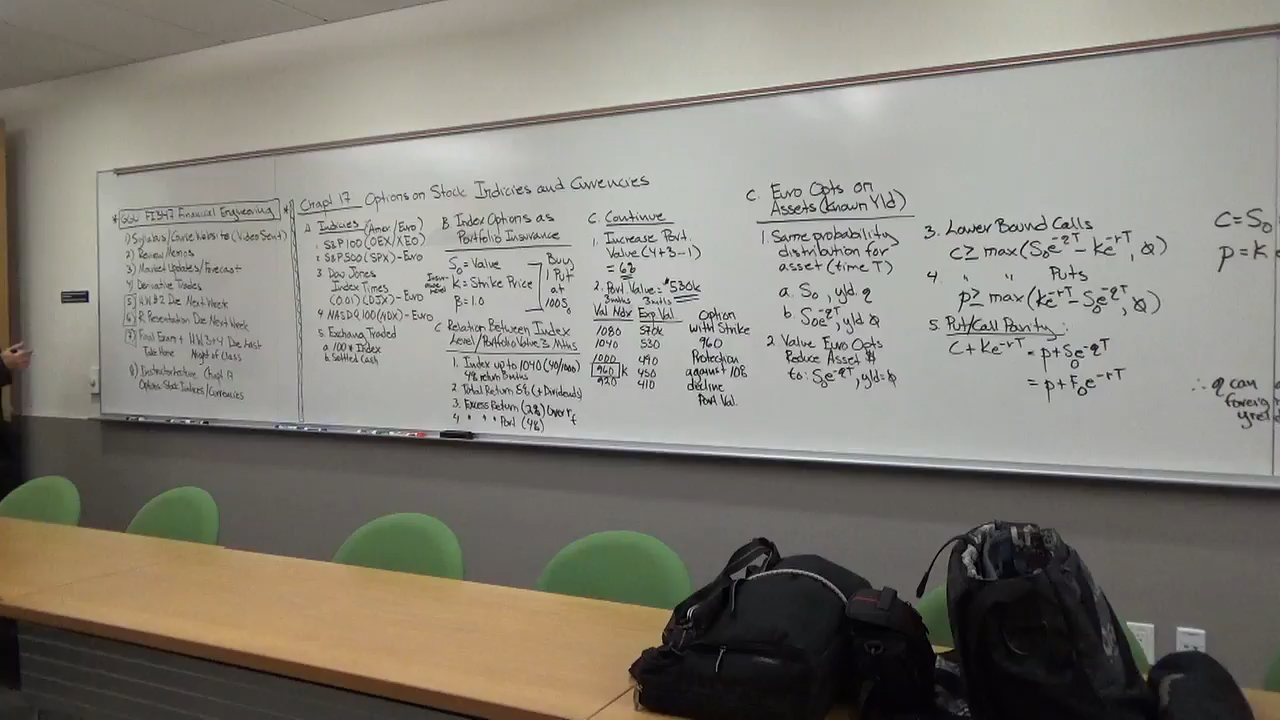 FI347 Financial Engineering
1) Syllabus/Course Website (Video Sent)
2) Review Memos
3) Market Updates/Forecast
4) Derivative Trades
5) H.W. #2 Due Next Week
6) R. Presentation Due Next Week
7) Final Exam + H.W. 3+4 Due Last
Take Home Night of Class
8) Instructor lecture Chapt 17
Options-Stock Indices/Currencies
Chapt 17 Options on Stock Indicies and Currencies
A Indices (Amer/Euro)
1. S&P100 (OEX/XEO)
2. S&P500 (SPX) - Euro
3 Dow Jones
Index Times
(0.01) (DJX) - Euro
4 NASDQ100 (NDX) - Euro
5. Exchang Traded
a. 100 * Index
b. Settled Cash
B. Index Options as
Portfolio Insurance
S₀ = Value
K = Strike Price
β = 1.0
Buy
1 Put
at
100S₀
C. Relation Between Index
Level/Portfolio Value 3 Mths
1. Index up to 1040 (40/1000)
4% return 3 mths
2. Total Return 5% (+ Dividends)
3. Excess Return (2%) Over rf
4 " " Port (4%)
C. Continue
1. Increase Port.
Value (4+3-1)
= 6%
2. Port Value = $530k
3 mths 3 mths
Val Ndx Exp Val
1080 570k
1040 530
1000 490
960 K 450
920 410
Option
with Strike
960
Protection
against 10%
decline
Port Val.
C. Euro Opts on
Assets (Known Yld)
1. Same probability
distribution for
asset (time T)
a. S₀, yld. q
b. S₀e^-qT, yld 0
2 Value Euro Opts
Reduce Asset $
to: S₀e^-qT, yld = 0
3. Lower Bound Calls
c ≥ max(S₀e^-qT - Ke^-rT, 0)
4. " " Puts
p ≥ max(Ke^-rT - S₀e^-qT, 0)
5. Put/Call Parity:
C + Ke^-rT = p + S₀e^-qT
= p + F₀e^-rT
C = S₀
p = K
∴ q can
foreig